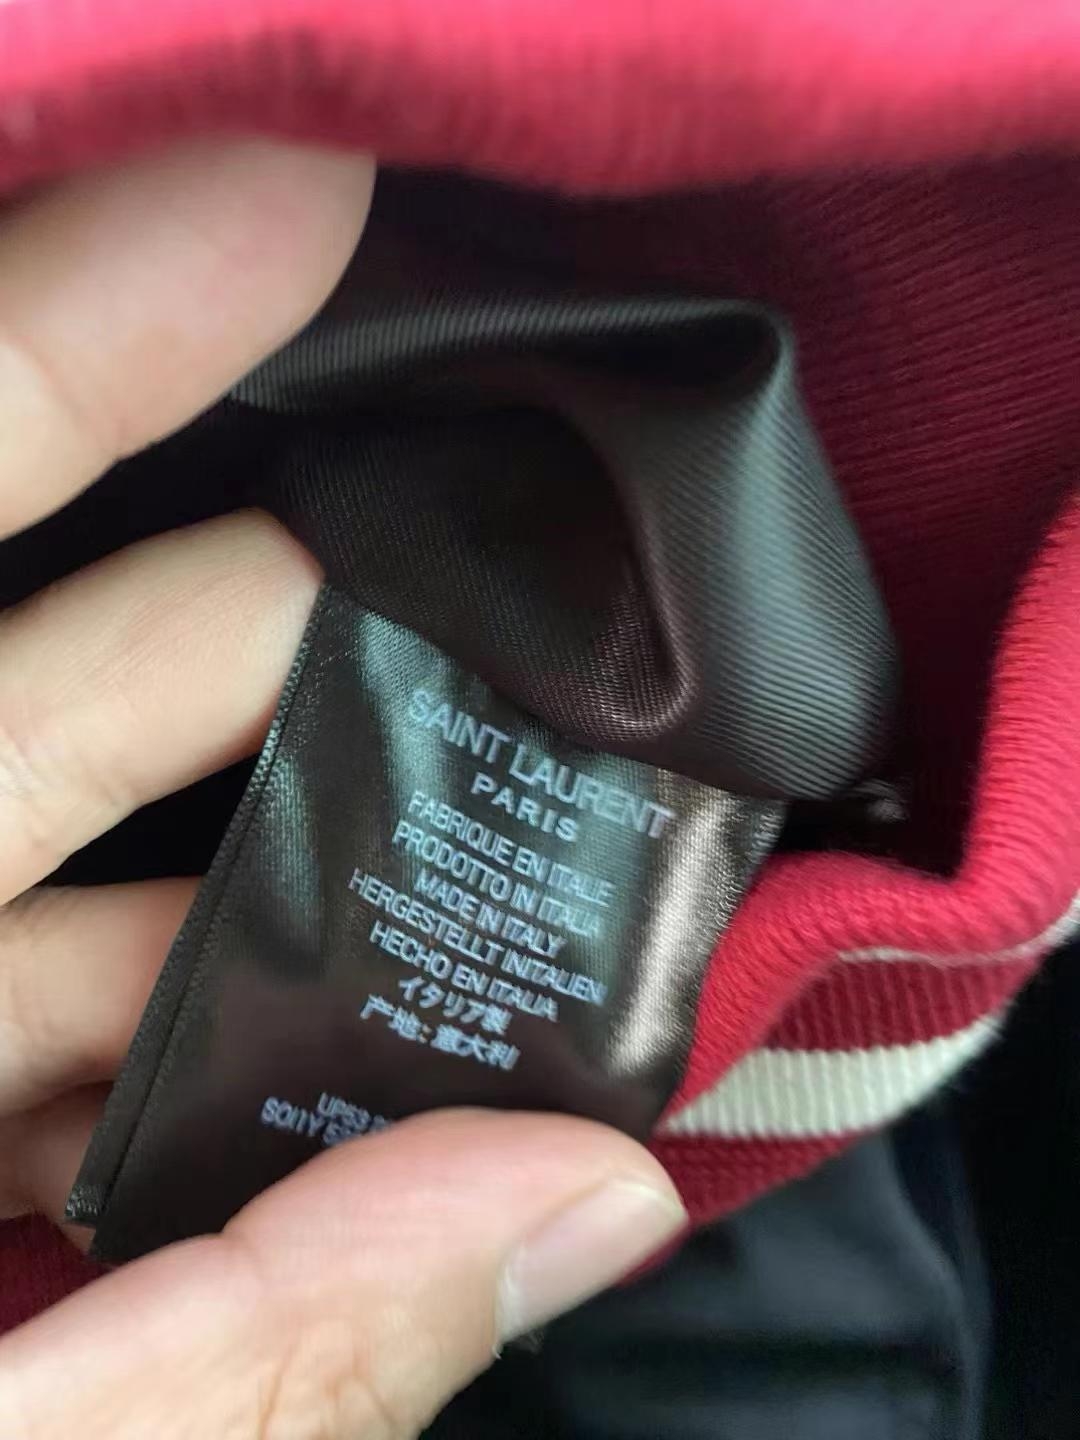 SAINT LAURENT
PARIS
FABRIQUE EN ITALIE
PRODOTTO IN ITALIA
MADE IN ITALY
HERGESTELLT IN ITALIEN
HECHO EN ITALIA
イタリア製
产地: 意大利